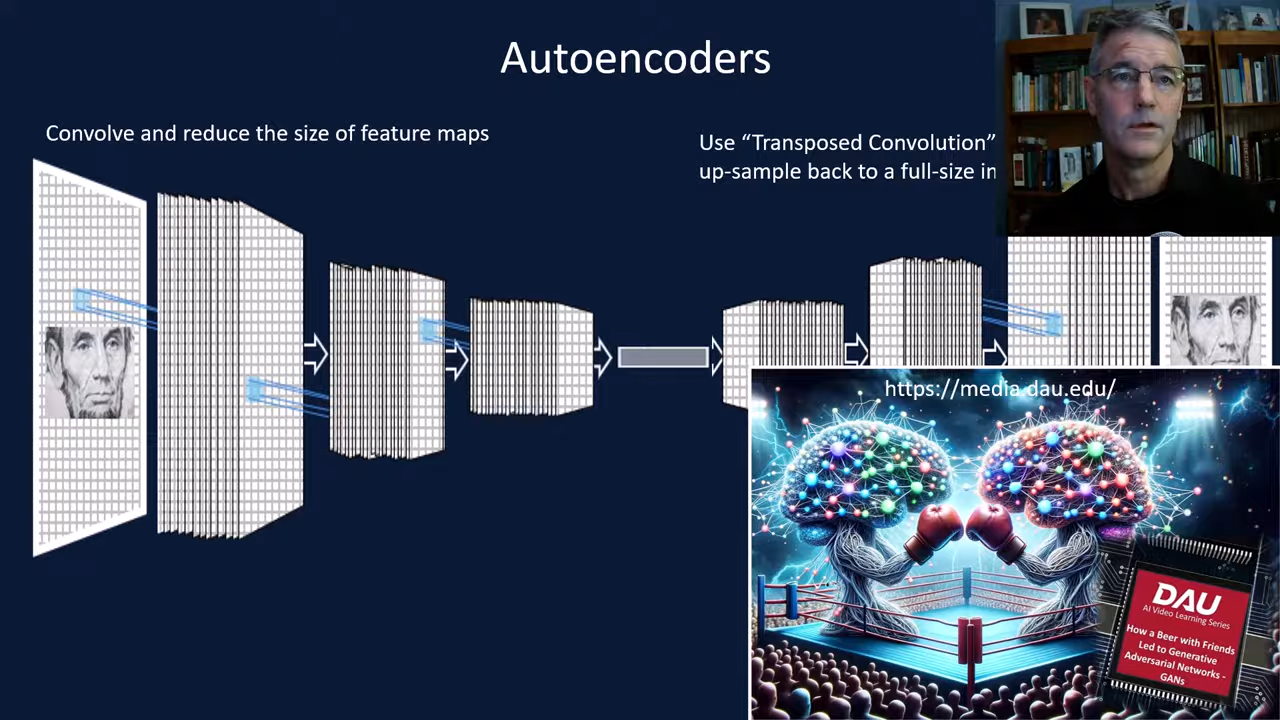 Autoencoders
Convolve and reduce the size of feature maps
Use “Transposed Convolution”
up-sample back to a full-size in
https://media.dau.edu/
DAU
AI Video Learning Series
How a Beer with Friends
Led to Generative
Adversarial Networks -
GANs